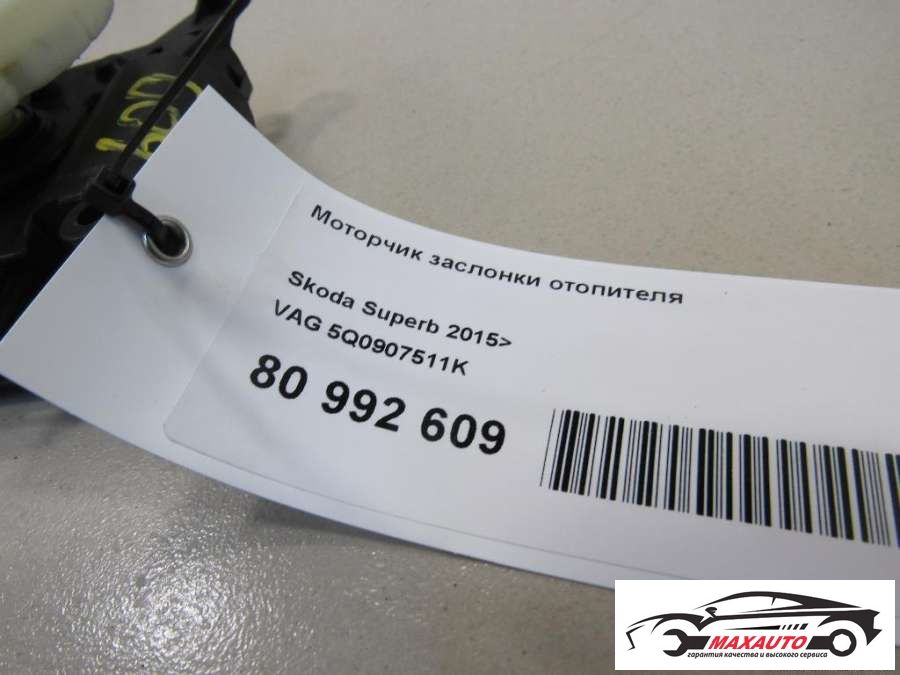 Моторчик заслонки отопителя
Skoda Superb 2015>
VAG 5Q0907511K
80 992 609
MAXAUTO
гарантия качества и высокого сервиса